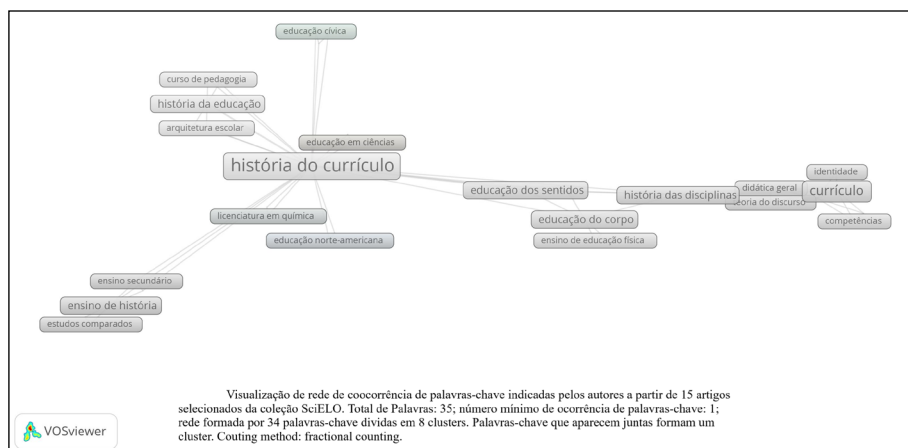 educação cívica
curso de pedagogia
história da educação
arquitetura escolar
educação em ciências
história do currículo
educação dos sentidos
história das disciplinas
didática geral
teoria do discurso
identidade
currículo
competências
educação do corpo
ensino de educação física
licenciatura em química
educação norte-americana
ensino secundário
ensino de história
estudos comparados
Visualização de rede de coocorrência de palavras-chave indicadas pelos autores a partir de 15 artigos
selecionados da coleção SciELO. Total de Palavras: 35; número mínimo de ocorrência de palavras-chave: 1;
rede formada por 34 palavras-chave dividas em 8 clusters. Palavras-chave que aparecem juntas formam um
cluster. Couting method: fractional counting.
VOSviewer